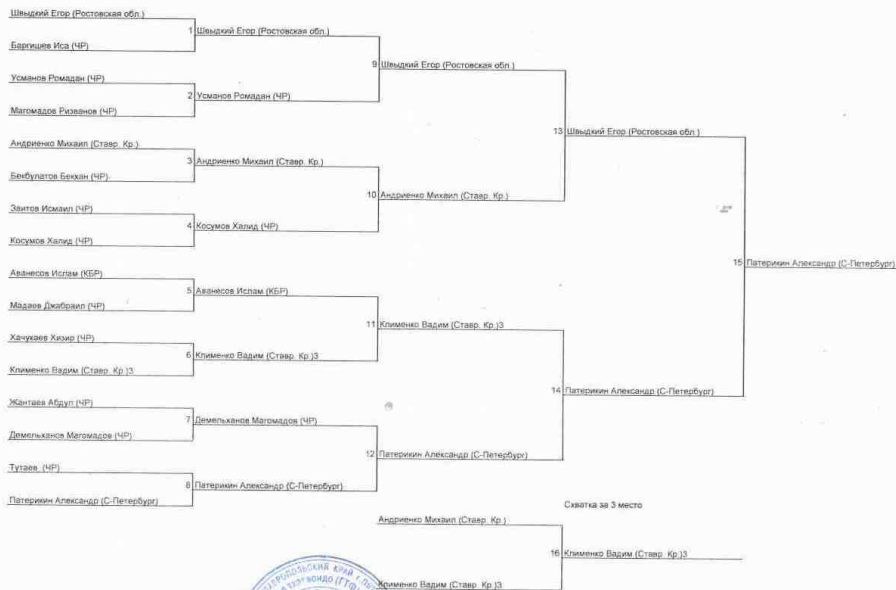 Швыдкий Егор (Ростовская обл.)
1 Швыдкий Егор (Ростовская обл.)
Баргишев Иса (ЧР)
9 Швыдкий Егор (Ростовская обл.)
Усманов Ромадан (ЧР)
2 Усманов Ромадан (ЧР)
Магомадов Ризванов (ЧР)
13 Швыдкий Егор (Ростовская обл.)
Андриенко Михаил (Ставр. Кр.)
3 Андриенко Михаил (Ставр. Кр.)
Бекбулатов Бекхан (ЧР)
10 Андриенко Михаил (Ставр. Кр.)
Заитов Исмаил (ЧР)
4 Косумов Халид (ЧР)
Косумов Халид (ЧР)
15 Патерикин Александр (С-Петербург)
Аванесов Ислам (КБР)
5 Аванесов Ислам (КБР)
Мадаев Джабраил (ЧР)
11 Клименко Вадим (Ставр. Кр.)3
Хачукаев Хизир (ЧР)
6 Клименко Вадим (Ставр. Кр.)3
Клименко Вадим (Ставр. Кр.)3
14 Патерикин Александр (С-Петербург)
Жантаев Абдул (ЧР)
7 Демельханов Магомадов (ЧР)
Демельханов Магомадов (ЧР)
12 Патерикин Александр (С-Петербург)
Тутаев (ЧР)
8 Патерикин Александр (С-Петербург)
Патерикин Александр (С-Петербург)
Схватка за 3 место
Андриенко Михаил (Ставр. Кр.)
16 Клименко Вадим (Ставр. Кр.)3
Клименко Вадим (Ставр. Кр.)3
КРАЙ
(ГТФ)